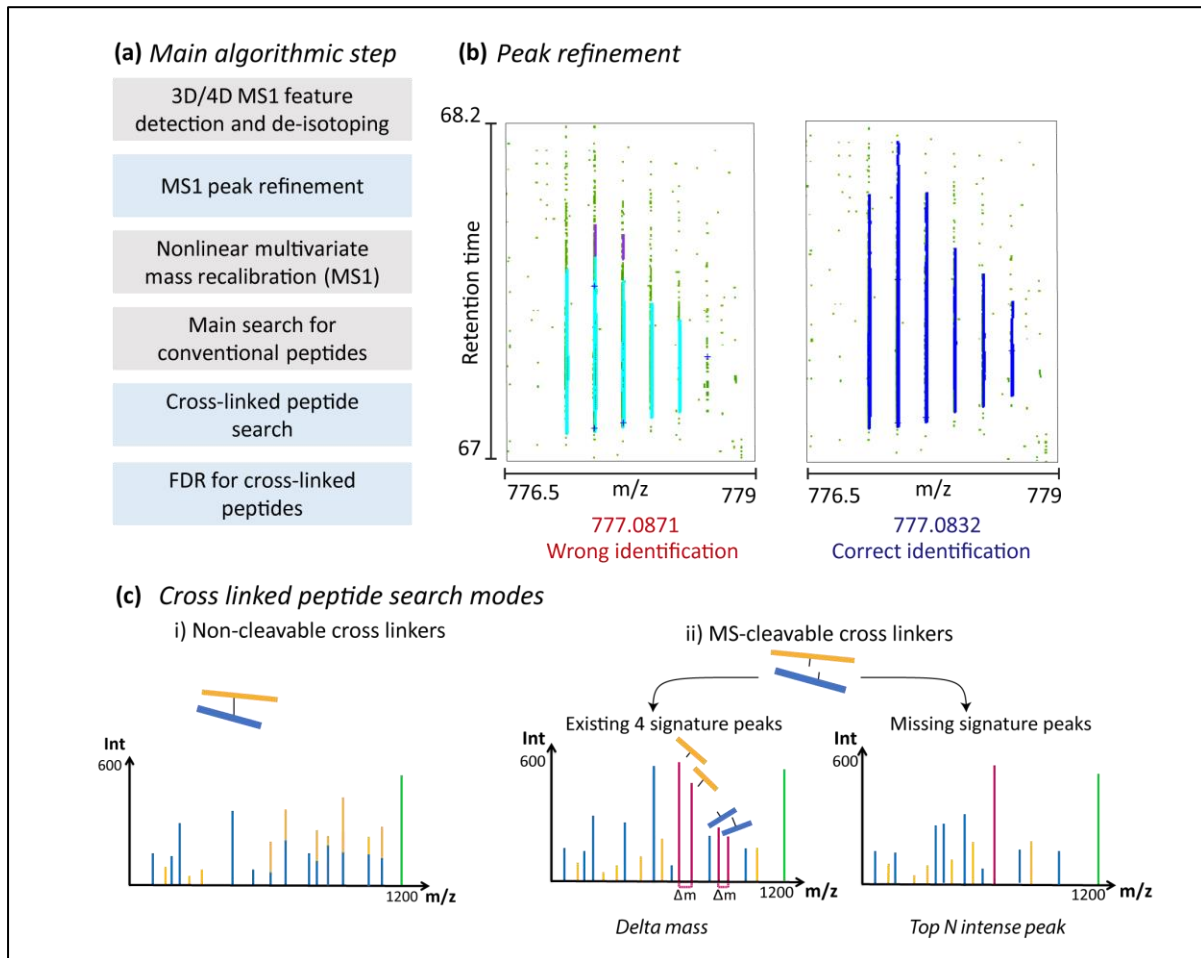 (a) Main algorithmic step
3D/4D MS1 feature
detection and de-isotoping
MS1 peak refinement
Nonlinear multivariate
mass recalibration (MS1)
Main search for
conventional peptides
Cross-linked peptide
search
FDR for cross-linked
peptides
(b) Peak refinement
68.2
Retention time
67
776.5
m/z
779
777.0871
Wrong identification
776.5
m/z
779
777.0832
Correct identification
(c) Cross linked peptide search modes
i) Non-cleavable cross linkers
Int
600
1200
m/z
ii) MS-cleavable cross linkers
Existing 4 signature peaks
Int
600
Δm
Δm
1200
m/z
Delta mass
Missing signature peaks
Int
600
1200
m/z
Top N intense peak